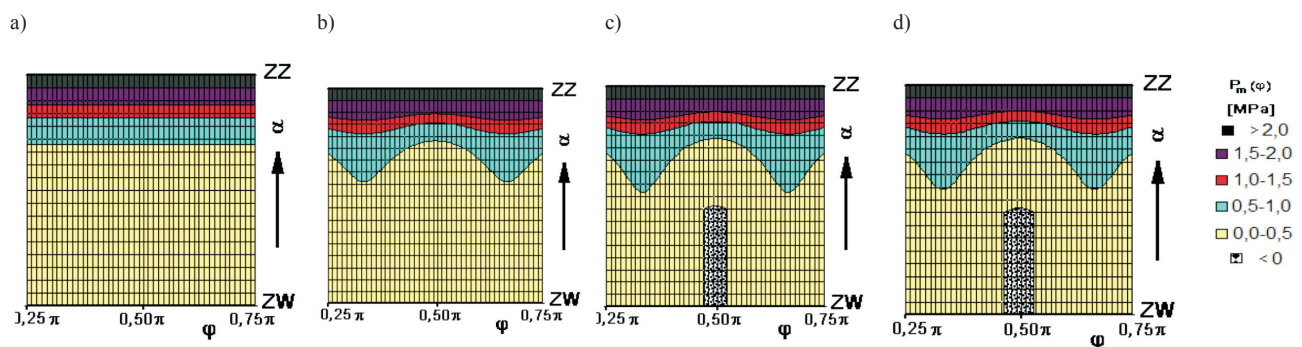 a)
b)
c)
d)
ZZ
α
ZW
0,25 π
0,50π
0,75π
φ
ZZ
α
ZW
0,25 π
0,50π
0,75π
φ
ZZ
α
ZW
0,25 π
0,50π
0,75π
φ
ZZ
α
ZW
0,25 π
0,50π
0,75π
φ
Pm(φ)
[MPa]
>2,0
1,5-2,0
1,0-1,5
0,5-1,0
0,0-0,5
<0